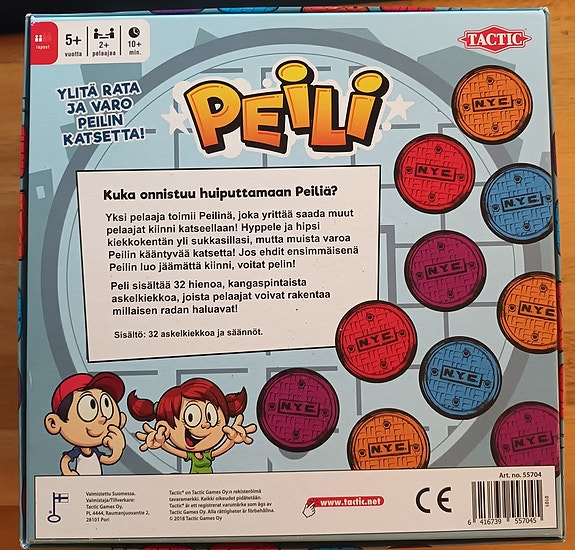 lapset
5+
vuotta
2+
pelaajaa
10+
min.
TACTIC
YLITÄ RATA
JA VARO
PEILIN
KATSETTA!
PEILI
Kuka onnistuu huiputtamaan Peiliä?
Yksi pelaaja toimii Peilinä, joka yrittää saada muut
pelaajat kiinni katseellaan! Hyppele ja hipsi
kiekkokentän yli sukkasillasi, mutta muista varoa
Peilin kääntyvää katsetta! Jos ehdit ensimmäisenä
Peilin luo jäämättä kiinni, voitat pelin!
Peli sisältää 32 hienoa, kangaspintaista
askelkiekkoa, joista pelaajat voivat rakentaa
millaisen radan haluavat!
Sisältö: 32 askelkiekkoa ja säännöt.
N.Y.C.
N.Y.C.
N.Y.C.
N.Y.C.
N.Y.C.
N.Y.C.
N.Y.C.
N.Y.C.
N.Y.C.
N.Y.C.
Valmistettu Suomessa.
Valmistaja/Tillverkare:
Tactic Games Oy,
PL 4444, Raumanjuovantie 2,
28101 Pori
Tactic® on Tactic Games Oy:n rekisteröimä
tavaramerkki. Kaikki oikeudet pidätetään.
Tactic® är ett registrerat varumärke som ägs av
Tactic Games Oy. Alla rättigheter är förbehållna.
© 2018 Tactic Games Oy
www.tactic.net
CE
Art. no. 55704
6 416739 557045
0101